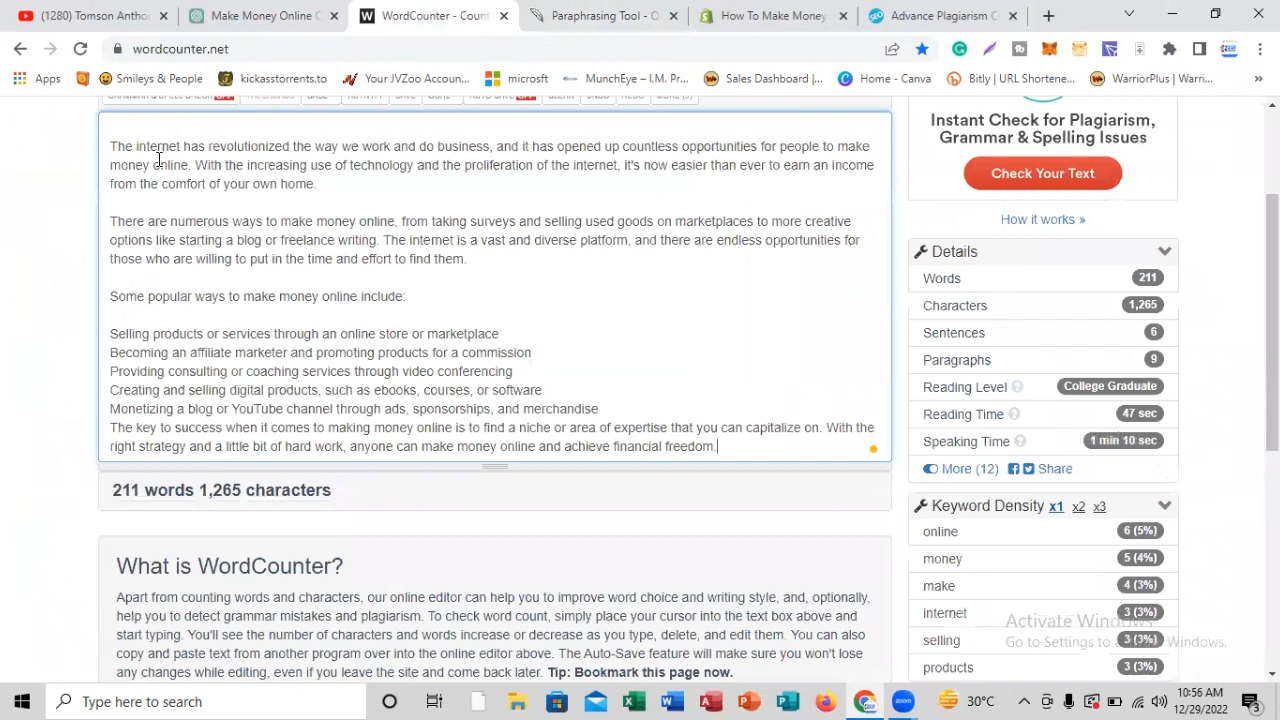 (1280) Tomson Antho
Make Money Online C
WordCounter - Count
Paraphrasing Tool - Q
How To Make Money
Advance Plagiarism C
wordcounter.net
Apps
Smileys & People
kickasstorrents.to
Your JVZoo Accoun...
microsft
MunchEye – I.M. Pr...
Sales Dashboard |...
Home - Canva
Bitly | URL Shortene...
WarriorPlus | Warri...
The internet has revolutionized the way we work and do business, and it has opened up countless opportunities for people to make
money online. With the increasing use of technology and the proliferation of the internet, it's now easier than ever to earn an income
from the comfort of your own home.
There are numerous ways to make money online, from taking surveys and selling used goods on marketplaces to more creative
options like starting a blog or freelance writing. The internet is a vast and diverse platform, and there are endless opportunities for
those who are willing to put in the time and effort to find them.
Some popular ways to make money online include:
Selling products or services through an online store or marketplace
Becoming an affiliate marketer and promoting products for a commission
Providing consulting or coaching services through video conferencing
Creating and selling digital products, such as ebooks, courses, or software
Monetizing a blog or YouTube channel through ads, sponsorships, and merchandise
The key to success when it comes to making money online is to find a niche or area of expertise that you can capitalize on. With the
right strategy and a little bit of hard work, anyone can make money online and achieve financial freedom.
211 words 1,265 characters
What is WordCounter?
Apart from counting words and characters, our online editor can help you to improve word choice and writing style, and, optionally,
help you to detect grammar mistakes and plagiarism. To check word count, simply place your cursor into the text box above and
start typing. You'll see the number of characters and words increase or decrease as you type, delete, and edit them. You can also
copy and paste text from another program over into the online editor above. The Auto-Save feature will make sure you won't lose
any changes while editing, even if you leave the site and come back later. Tip: Bookmark this page now.
Instant Check for Plagiarism,
Grammar & Spelling Issues
Check Your Text
How it works »
Details
Words 211
Characters 1,265
Sentences 6
Paragraphs 9
Reading Level College Graduate
Reading Time 47 sec
Speaking Time 1 min 10 sec
More (12) Share
Keyword Density x1 x2 x3
online 6 (5%)
money 5 (4%)
make 4 (3%)
internet 3 (3%)
selling 3 (3%)
products 3 (3%)
Activate Windows
Go to Settings to activate Windows.
Type here to search
30°C
10:56 AM
12/29/2022
3